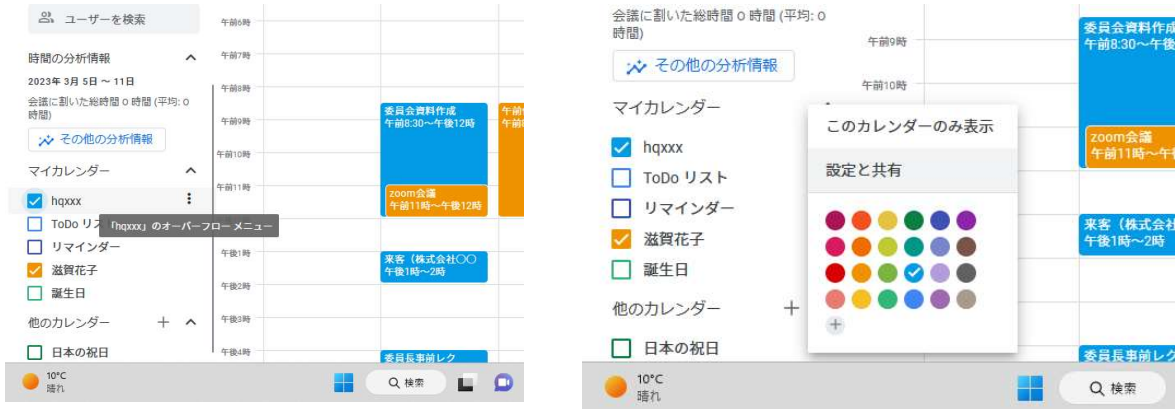 ユーザーを検索
時間の分析情報
2023年 3月 5日 ~ 11日
会議に割いた総時間 0 時間 (平均: 0
時間)
その他の分析情報
マイカレンダー
hqxxx
ToDo リス
「hqxxx」のオーバーフロー メニュー
リマインダー
滋賀花子
誕生日
他のカレンダー
日本の祝日
午前6時
午前7時
午前8時
午前9時
午前10時
午前11時
午後1時
午後2時
午後3時
午後4時
委員会資料作成
午前8:30~午後12時
zoom会議
午前11時~午後12時
来客(株式会社〇〇
午後1時~2時
委員長事前レク
10°C
晴れ
検索
会議に割いた総時間 0 時間 (平均: 0
時間)
その他の分析情報
マイカレンダー
hqxxx
ToDo リスト
リマインダー
滋賀花子
誕生日
他のカレンダー
日本の祝日
午前9時
午前10時
このカレンダーのみ表示
設定と共有
委員会資料作成
午前8:30~午後
zoom会議
午前11時~午
来客(株式会社
午後1時~2時
委員長事前レク
10°C
晴れ
検索